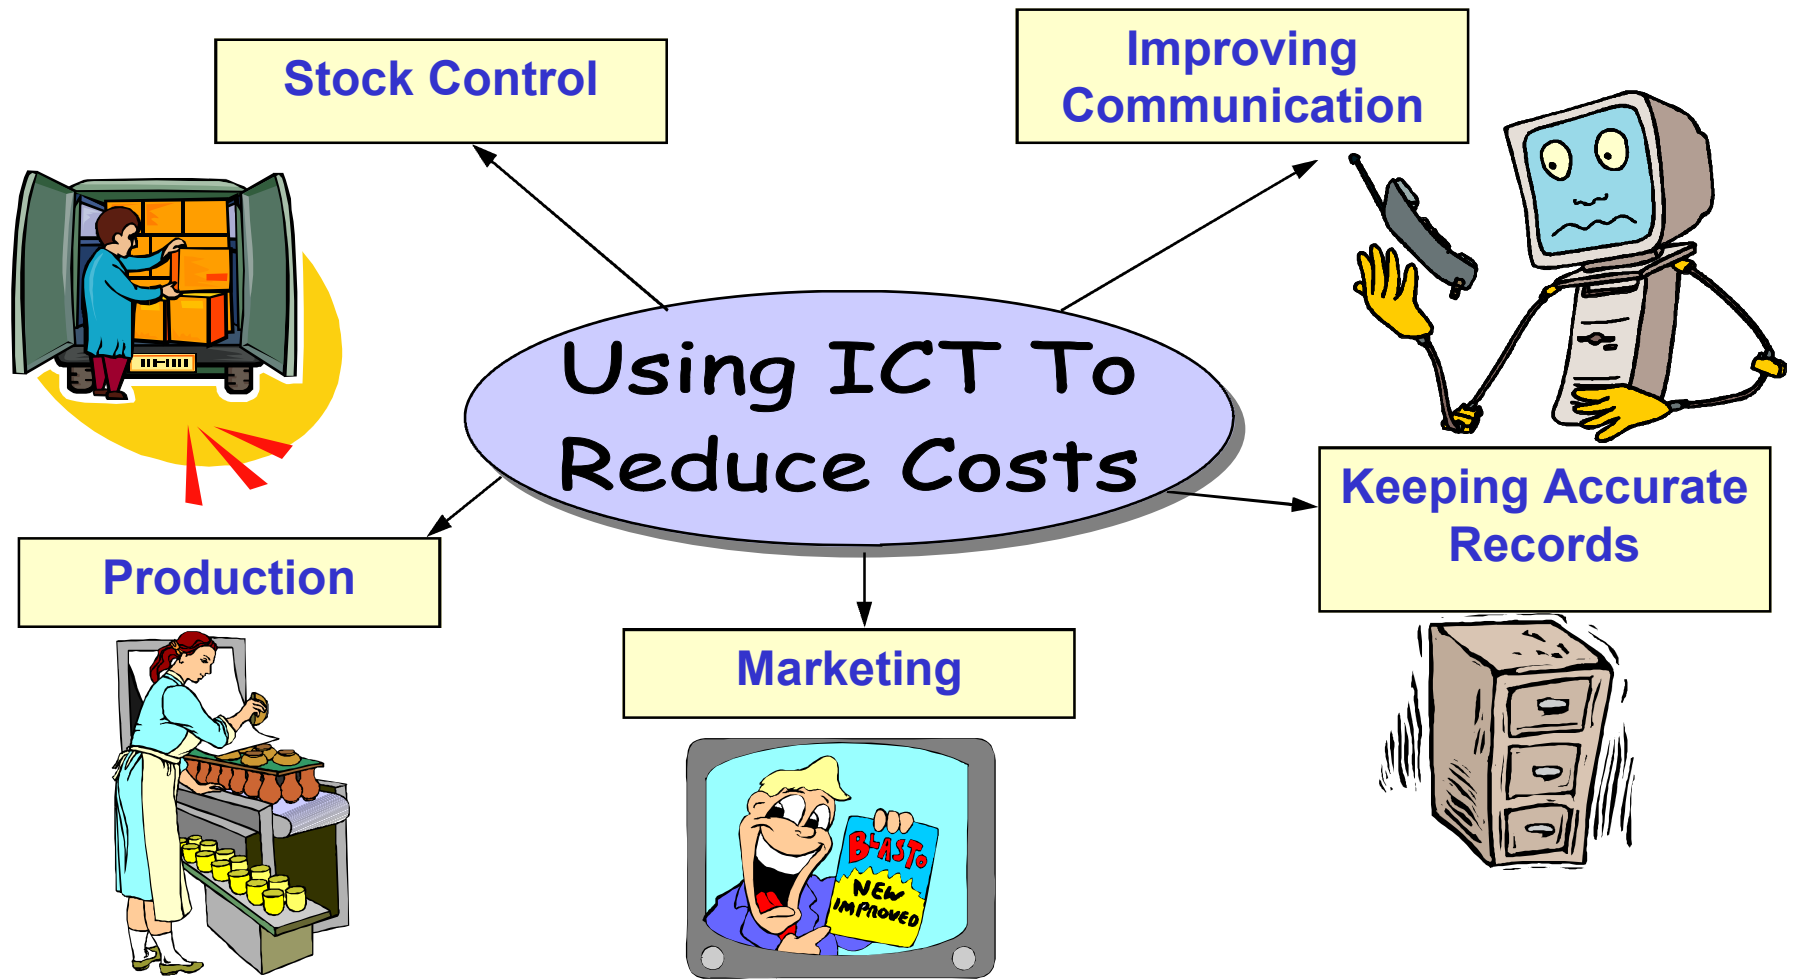 Stock Control
Improving
Communication
Using ICT To
Reduce Costs
Keeping Accurate
Records
Production
Marketing
BLASTO
NEW
IMPROVED